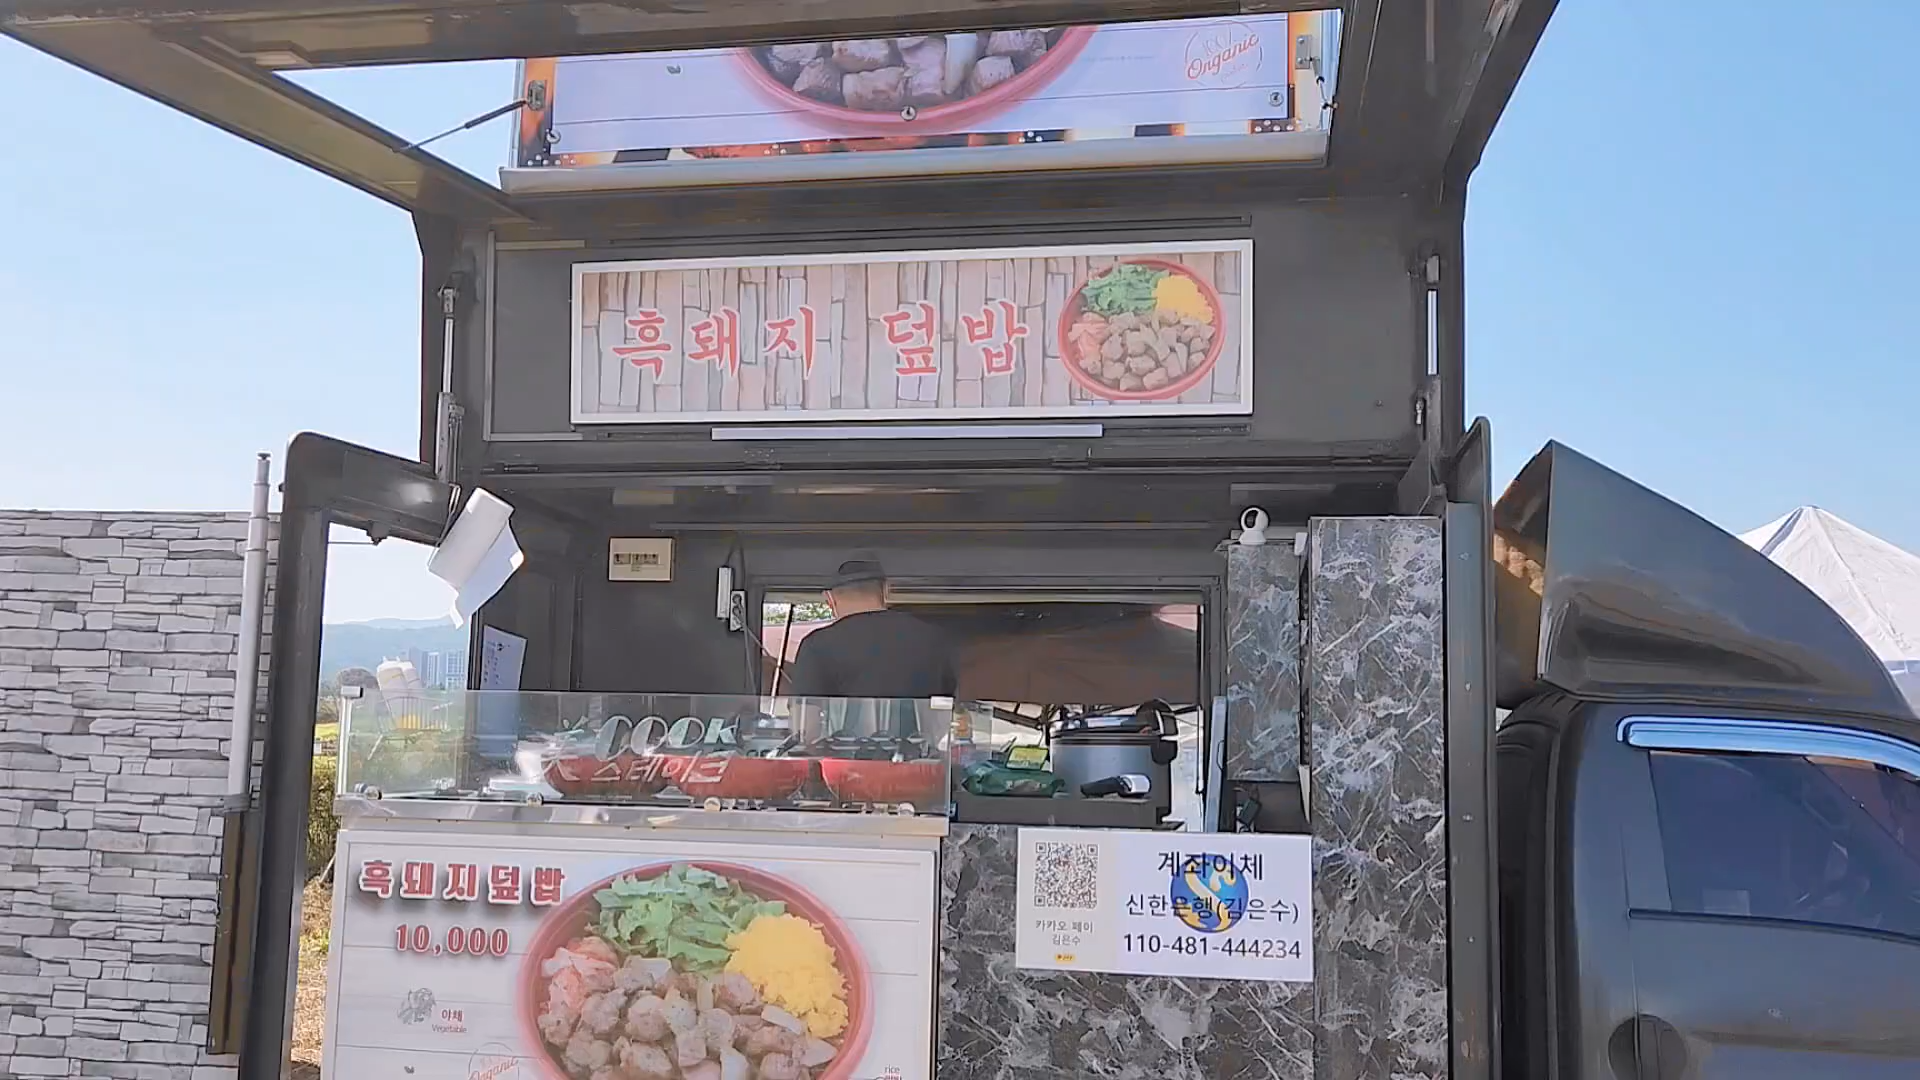 Organic
흑돼지 덮밥
COOK
스테이크
흑돼지덮밥
10,000
야채
Vegetable
Organic
rice
카카오페이
김은수
계좌이체
신한은행(김은수)
110-481-444234